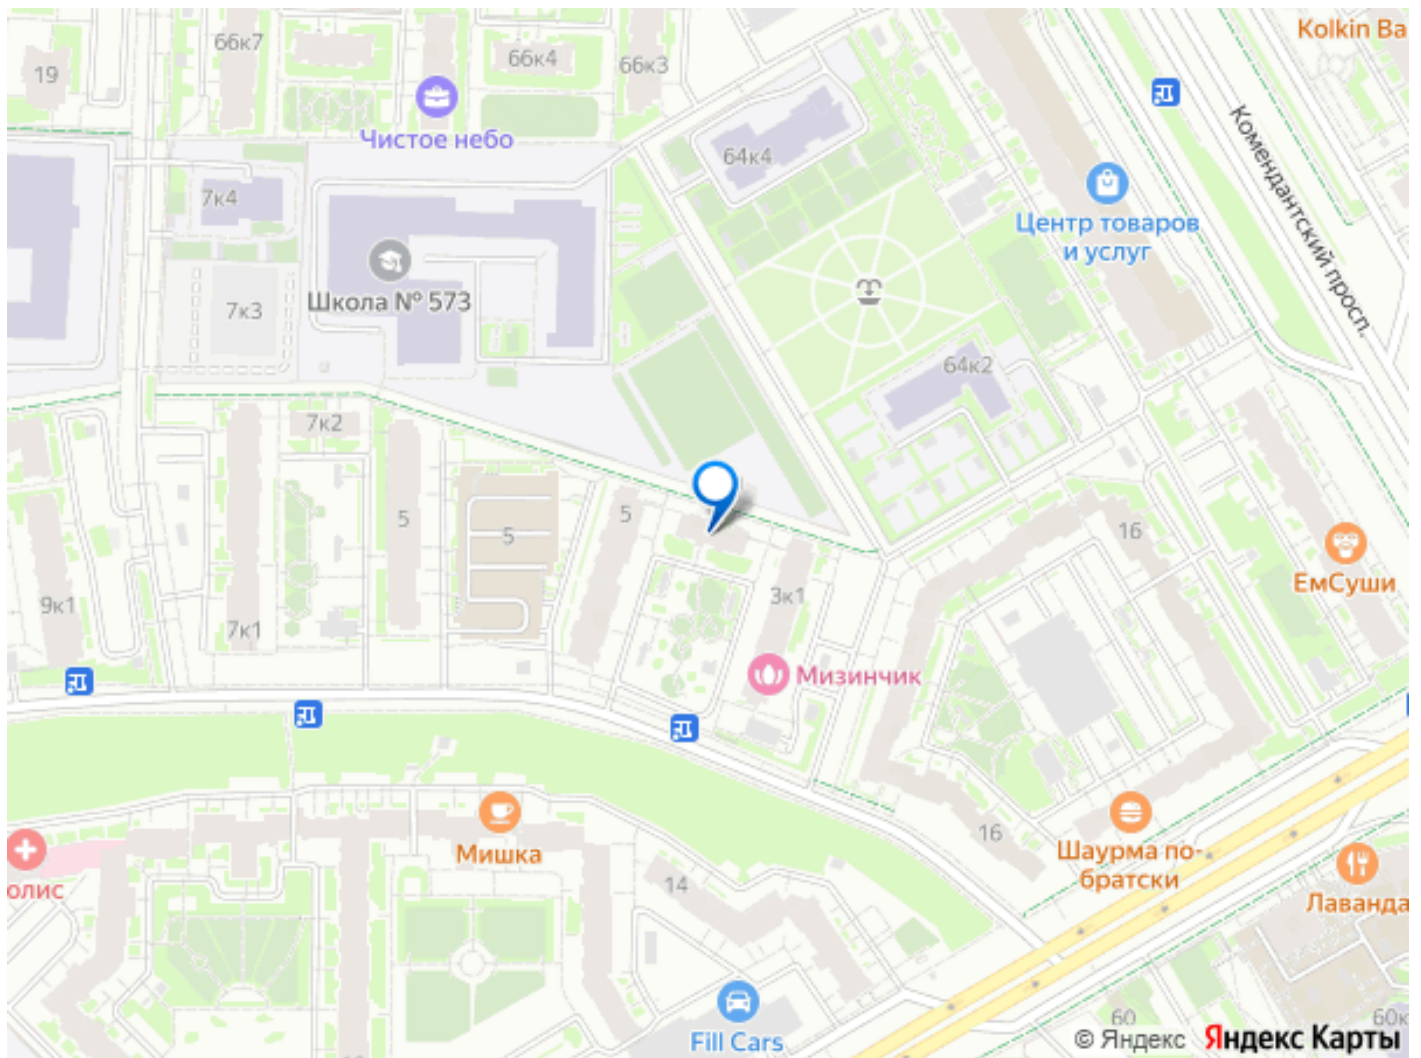 Kolkin Ba
66к7
66к4
66к3
19
Чистое небо
Комендантский просп.
64к4
7к4
Центр товаров
и услуг
Школа № 573
7к3
64к2
7к2
5
5
5
16
9к1
7к1
3к1
ЕмСуши
Мизинчик
Мишка
16
Шаурма по-
братски
олис
14
Лаванда
Fill Cars
60
60к
© Яндекс Яндекс Карты